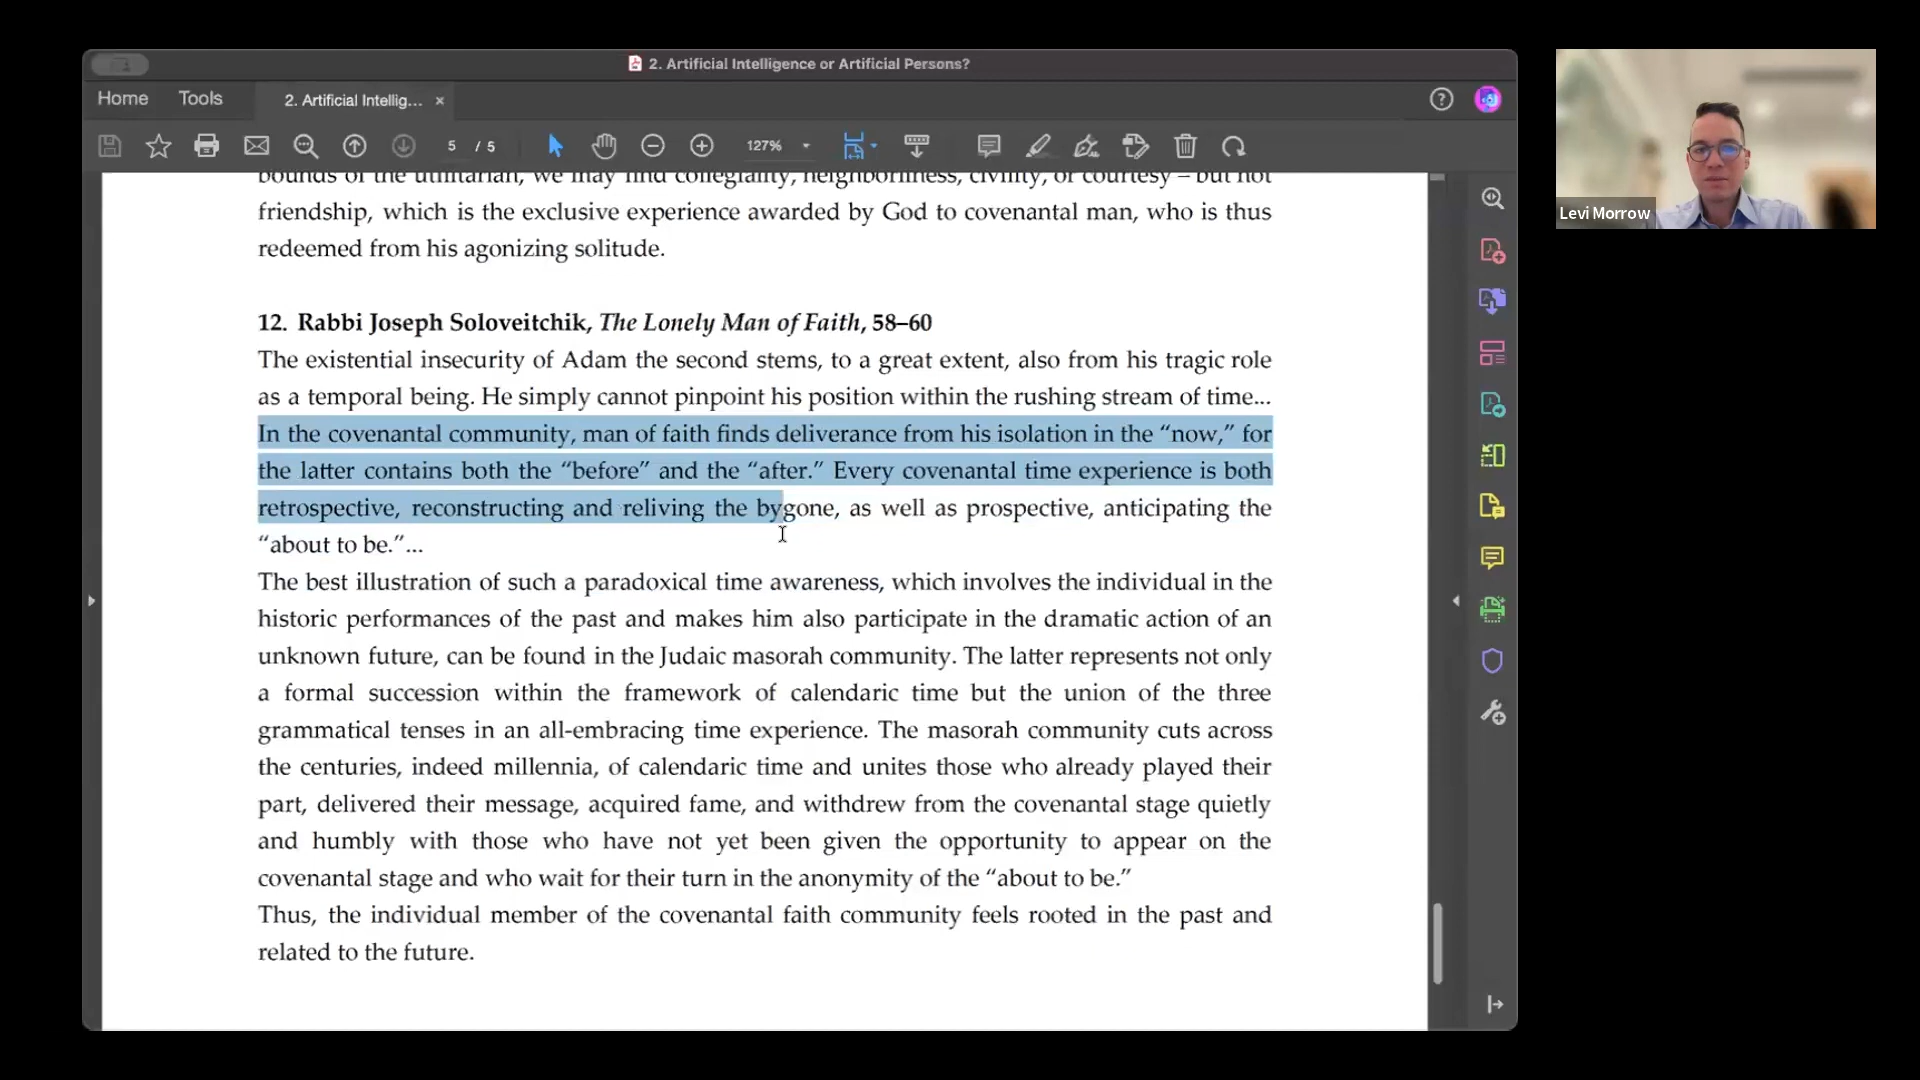 2. Artificial Intelligence or Artificial Persons?
Home Tools 2. Artificial Intellig... ×
5 / 5 127%
bounds of the utilitarian, we may find collegiality, neighborliness, civility, or courtesy – but not
friendship, which is the exclusive experience awarded by God to covenantal man, who is thus
redeemed from his agonizing solitude.
12. Rabbi Joseph Soloveitchik, The Lonely Man of Faith, 58–60
The existential insecurity of Adam the second stems, to a great extent, also from his tragic role
as a temporal being. He simply cannot pinpoint his position within the rushing stream of time...
In the covenantal community, man of faith finds deliverance from his isolation in the “now,” for
the latter contains both the “before” and the “after.” Every covenantal time experience is both
retrospective, reconstructing and reliving the bygone, as well as prospective, anticipating the
“about to be.”...
The best illustration of such a paradoxical time awareness, which involves the individual in the
historic performances of the past and makes him also participate in the dramatic action of an
unknown future, can be found in the Judaic masorah community. The latter represents not only
a formal succession within the framework of calendaric time but the union of the three
grammatical tenses in an all-embracing time experience. The masorah community cuts across
the centuries, indeed millennia, of calendaric time and unites those who already played their
part, delivered their message, acquired fame, and withdrew from the covenantal stage quietly
and humbly with those who have not yet been given the opportunity to appear on the
covenantal stage and who wait for their turn in the anonymity of the “about to be.”
Thus, the individual member of the covenantal faith community feels rooted in the past and
related to the future.
Levi Morrow